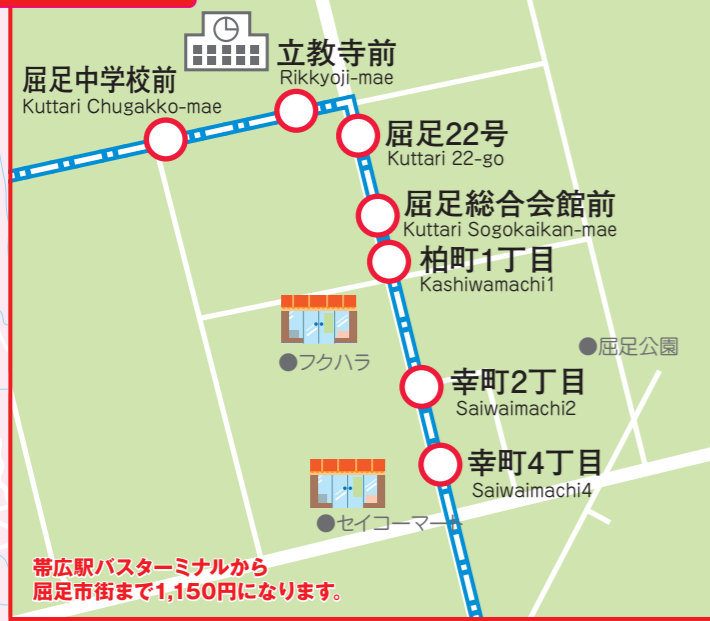 立教寺前
Rikkyoji-mae
屈足中学校前
Kuttari Chugakko-mae
屈足22号
Kuttari 22-go
屈足総合会館前
Kuttari Sogokaikan-mae
柏町1丁目
Kashiwamachi1
●フクハラ
●屈足公園
幸町2丁目
Saiwaimachi2
幸町4丁目
Saiwaimachi4
●セイコーマート
帯広駅バスターミナルから
屈足市街まで1,150円になります。